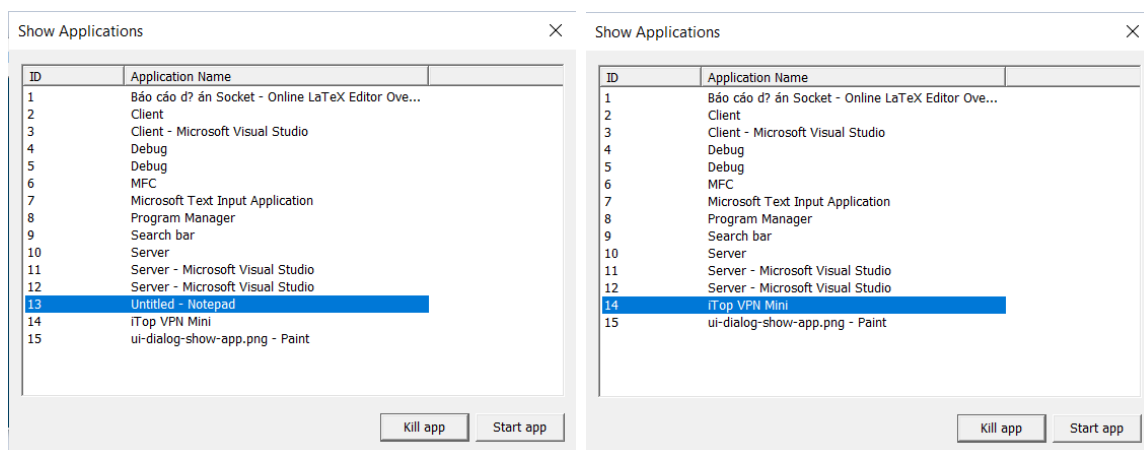 Show Applications
ID Application Name
1 Báo cáo d? án Socket - Online LaTeX Editor Ove...
2 Client
3 Client - Microsoft Visual Studio
4 Debug
5 Debug
6 MFC
7 Microsoft Text Input Application
8 Program Manager
9 Search bar
10 Server
11 Server - Microsoft Visual Studio
12 Server - Microsoft Visual Studio
13 Untitled - Notepad
14 iTop VPN Mini
15 ui-dialog-show-app.png - Paint
Kill app Start app
Show Applications
ID Application Name
1 Báo cáo d? án Socket - Online LaTeX Editor Ove...
2 Client
3 Client - Microsoft Visual Studio
4 Debug
5 Debug
6 MFC
7 Microsoft Text Input Application
8 Program Manager
9 Search bar
10 Server
11 Server - Microsoft Visual Studio
12 Server - Microsoft Visual Studio
14 iTop VPN Mini
15 ui-dialog-show-app.png - Paint
Kill app Start app